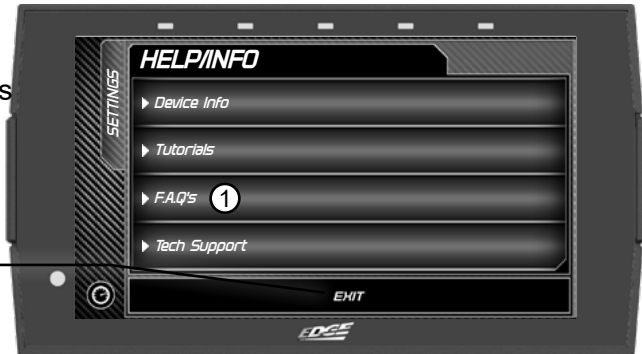 HELP/INFO
SETTINGS
s
Device Info
Tutorials
F.A.Q's 1
Tech Support
EXIT
EDGE